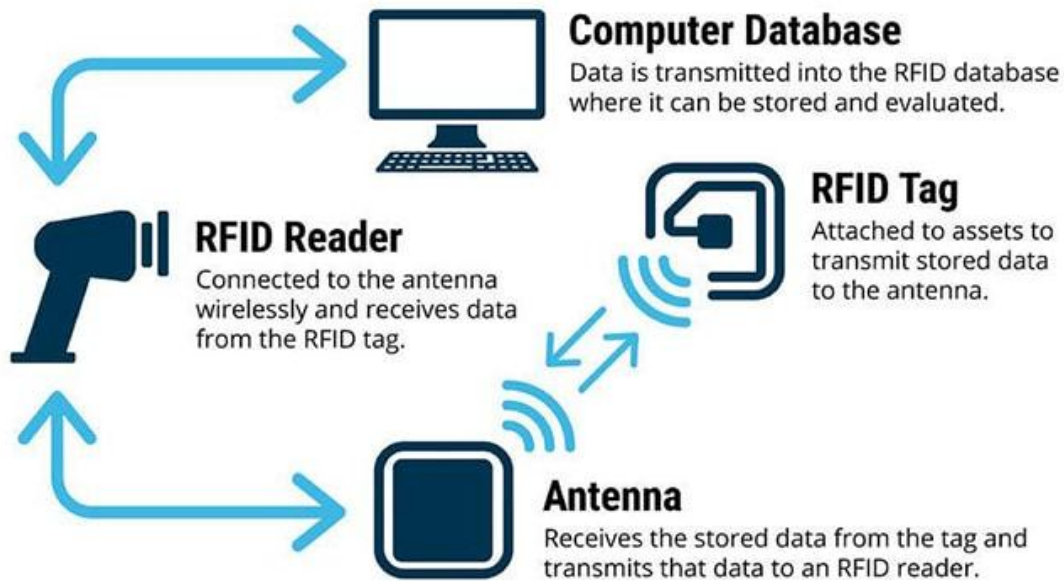 Computer Database
Data is transmitted into the RFID database
where it can be stored and evaluated.
RFID Tag
Attached to assets to
transmit stored data
to the antenna.
RFID Reader
Connected to the antenna
wirelessly and receives data
from the RFID tag.
Antenna
Receives the stored data from the tag and
transmits that data to an RFID reader.